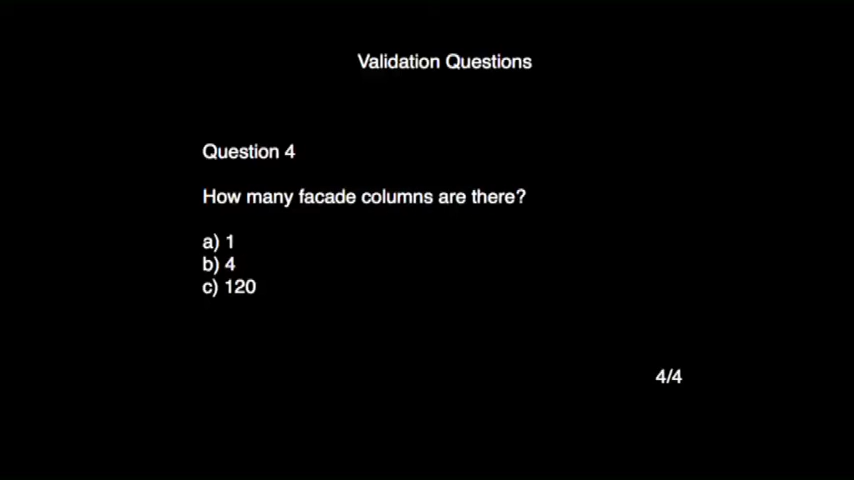 Validation Questions
Question 4
How many facade columns are there?
a) 1
b) 4
c) 120
4/4